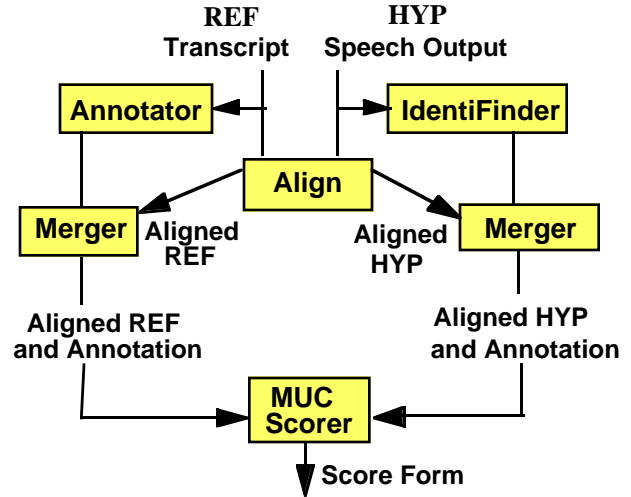 REF
Transcript
HYP
Speech Output
Annotator
IdentiFinder
Align
Merger
Aligned
REF
Aligned
HYP
Merger
Aligned REF
and Annotation
Aligned HYP
and Annotation
MUC
Scorer
Score Form